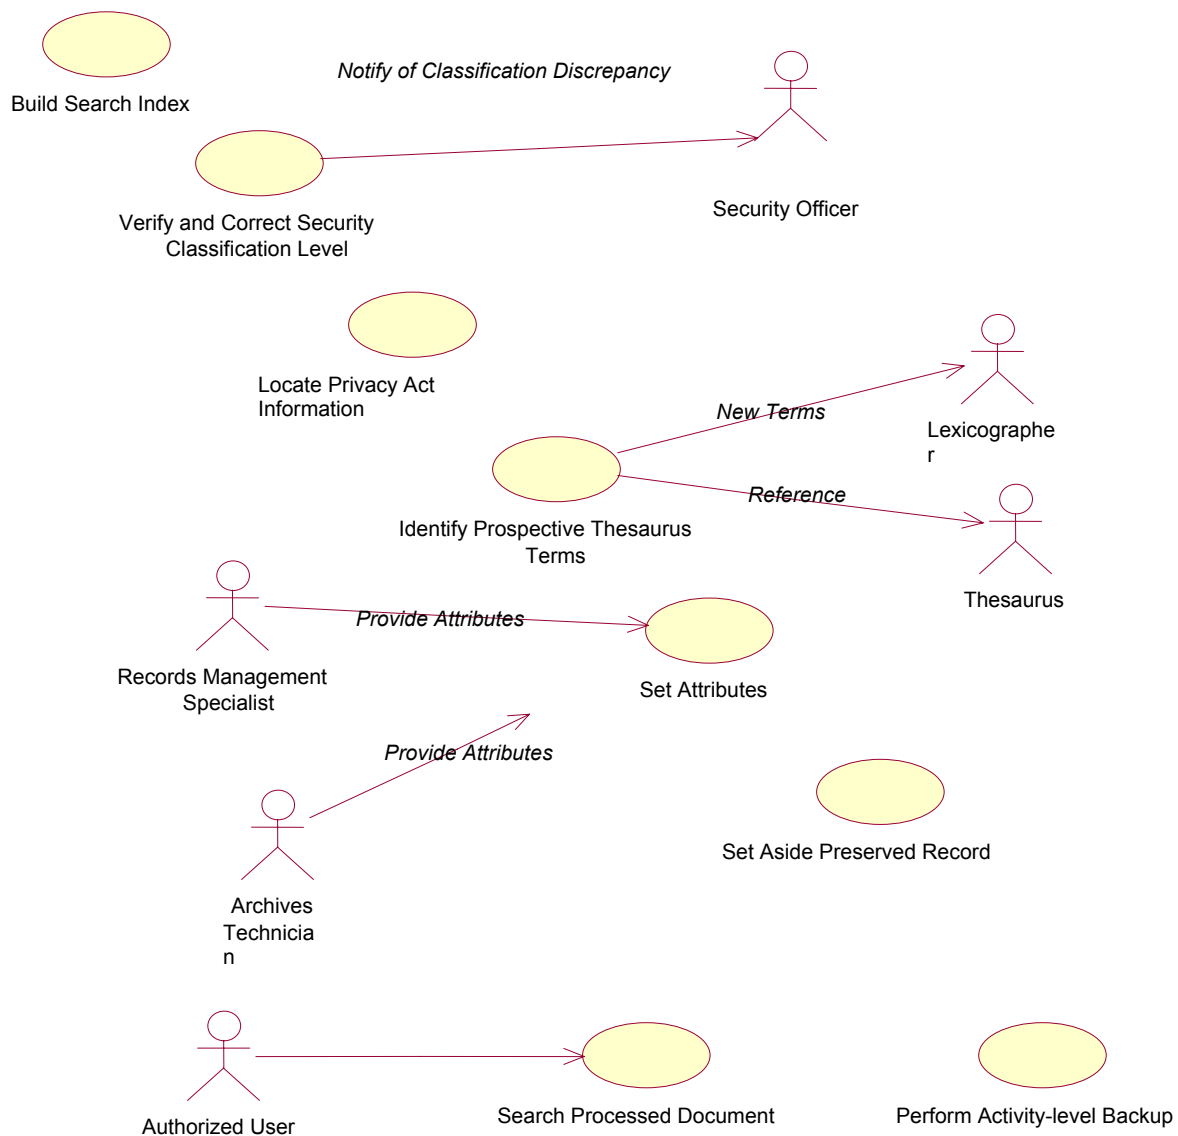 Notify of Classification Discrepancy
Build Search Index
Verify and Correct Security
Classification Level
Security Officer
Locate Privacy Act
Information
New Terms
Lexicographe
r
Reference
Identify Prospective Thesaurus
Terms
Thesaurus
Provide Attributes
Records Management
Specialist
Set Attributes
Provide Attributes
Set Aside Preserved Record
Archives
Technicia
n
Authorized User
Search Processed Document
Perform Activity-level Backup